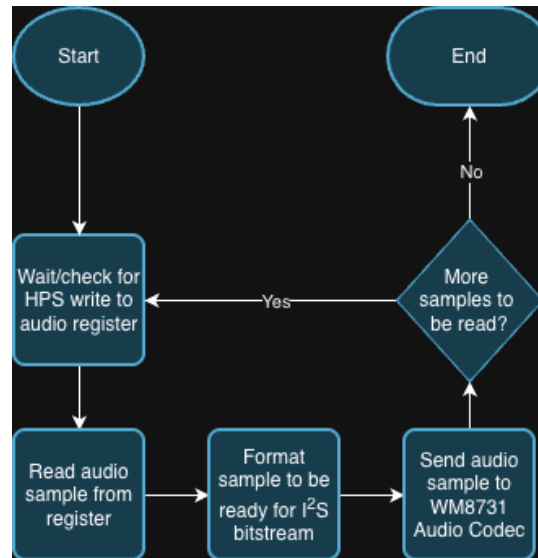 Start
End
No
Wait/check for
HPS write to
audio register
Yes
More
samples to
be read?
Read audio
sample from
register
Format
sample to be
ready for I²S
bitstream
Send audio
sample to
WM8731
Audio Codec